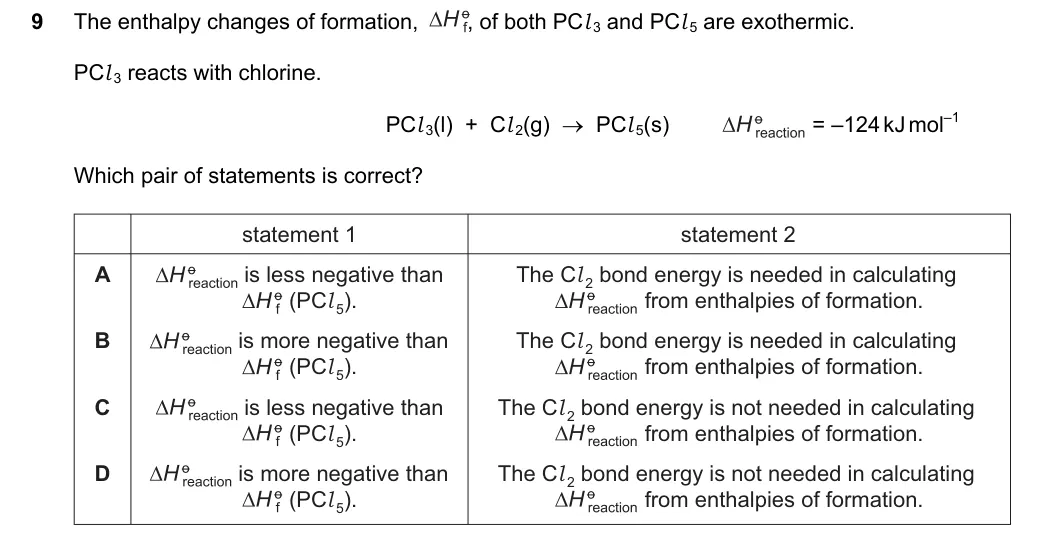 9 The enthalpy changes of formation, ΔH⦵f, of both PCl3 and PCl5 are exothermic.
PCl3 reacts with chlorine.
PCl3(l) + Cl2(g) → PCl5(s) ΔH⦵reaction = –124 kJ mol–1
Which pair of statements is correct?
statement 1 statement 2
A ΔH⦵reaction is less negative than The Cl2 bond energy is needed in calculating
ΔH⦵f (PCl5). ΔH⦵reaction from enthalpies of formation.
B ΔH⦵reaction is more negative than The Cl2 bond energy is needed in calculating
ΔH⦵f (PCl5). ΔH⦵reaction from enthalpies of formation.
C ΔH⦵reaction is less negative than The Cl2 bond energy is not needed in calculating
ΔH⦵f (PCl5). ΔH⦵reaction from enthalpies of formation.
D ΔH⦵reaction is more negative than The Cl2 bond energy is not needed in calculating
ΔH⦵f (PCl5). ΔH⦵reaction from enthalpies of formation.